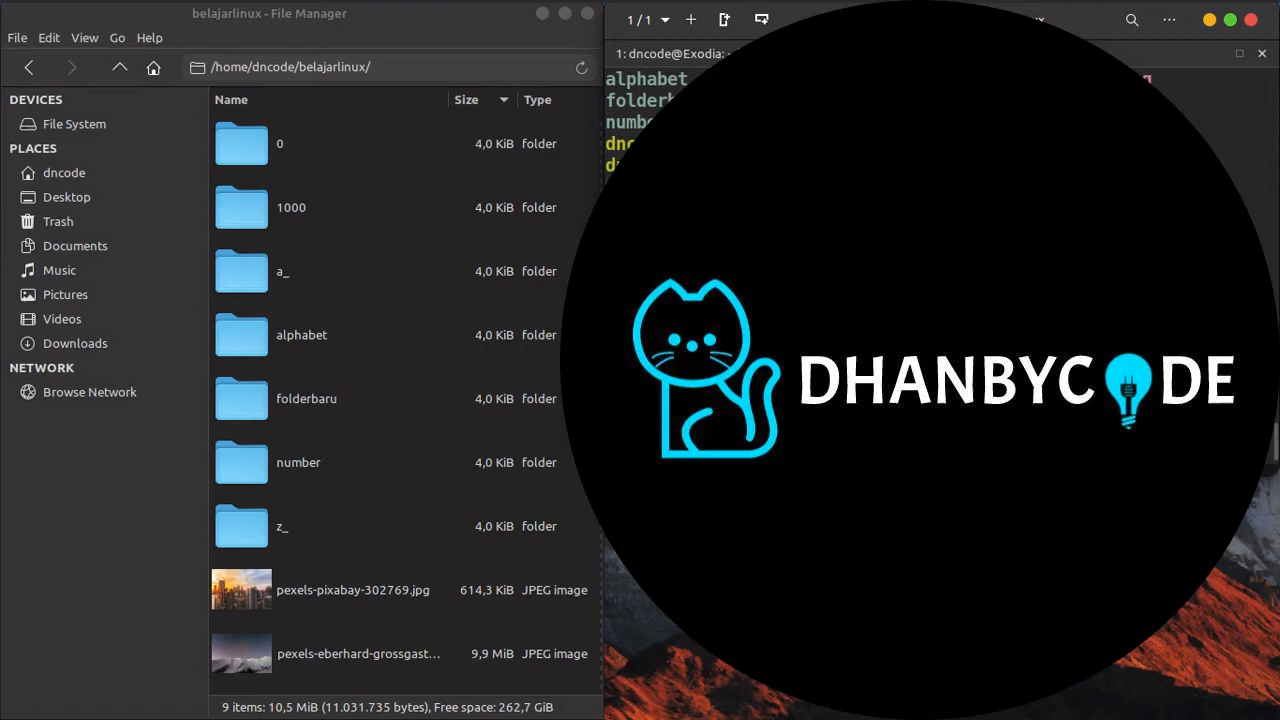 belajarlinux - File Manager
File Edit View Go Help
/home/dncode/belajarlinux/
DEVICES
File System
PLACES
dncode
Desktop
Trash
Documents
Music
Pictures
Videos
Downloads
NETWORK
Browse Network
Name Size Type
0 4,0 KiB folder
1000 4,0 KiB folder
a_ 4,0 KiB folder
alphabet 4,0 KiB folder
folderbaru 4,0 KiB folder
number 4,0 KiB folder
z_ 4,0 KiB folder
pexels-pixabay-302769.jpg 614,3 KiB JPEG image
pexels-eberhard-grossgast... 9,9 MiB JPEG image
9 items: 10,5 MiB (11.031.735 bytes), Free space: 262,7 GiB
1 / 1
1: dncode@Exodia:
alphabet
DHANBYCODE